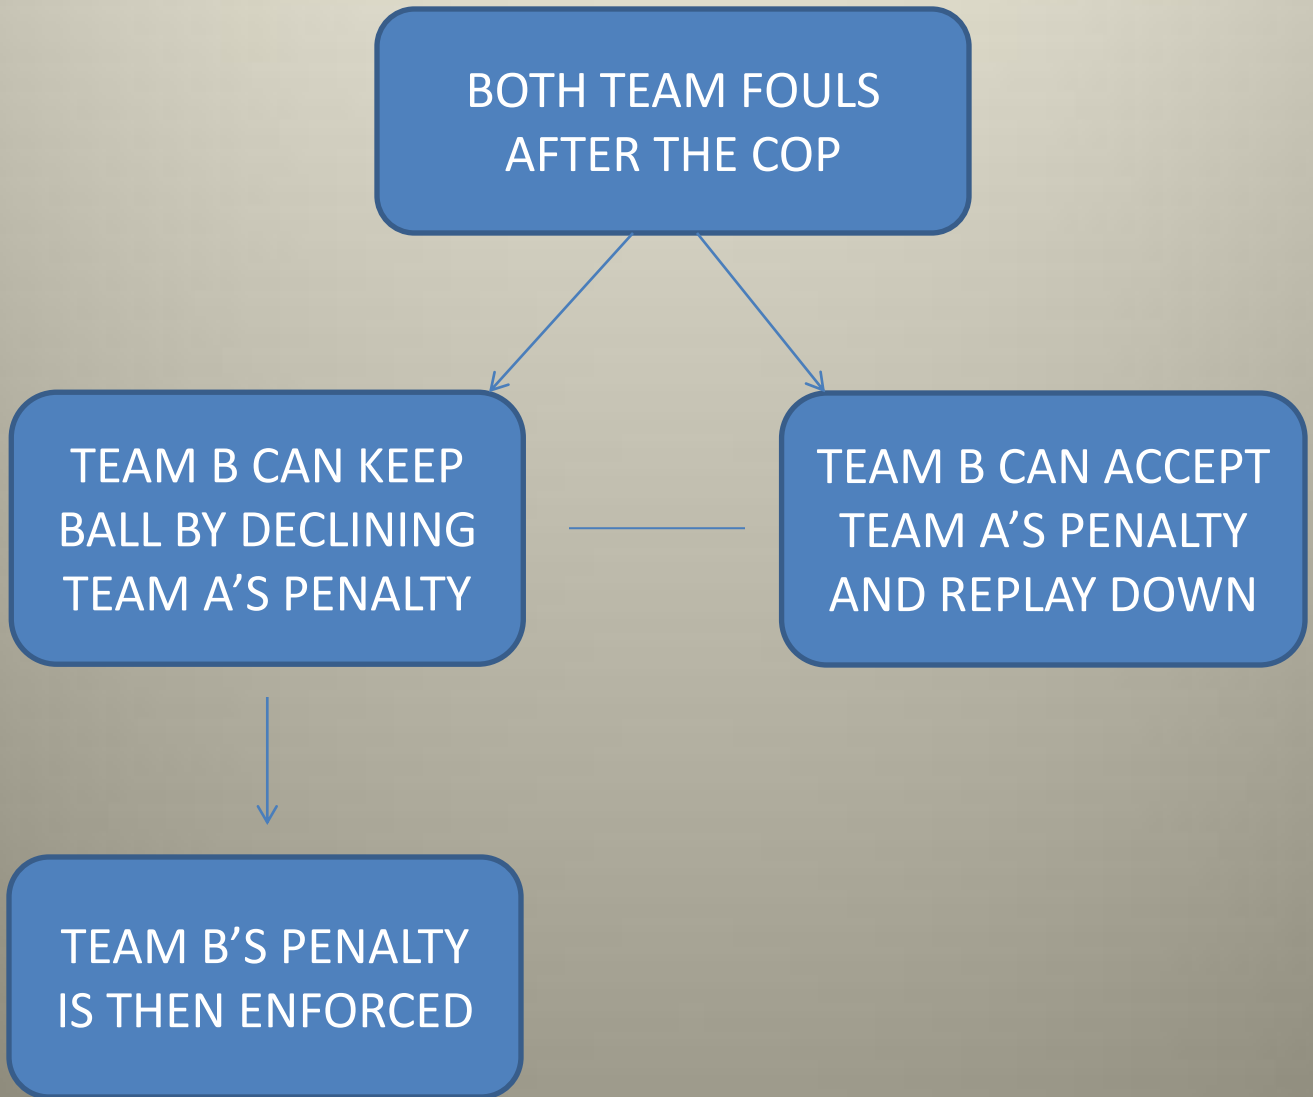 BOTH TEAM FOULS
AFTER THE COP
TEAM B CAN KEEP
BALL BY DECLINING
TEAM A’S PENALTY
TEAM B CAN ACCEPT
TEAM A’S PENALTY
AND REPLAY DOWN
TEAM B’S PENALTY
IS THEN ENFORCED